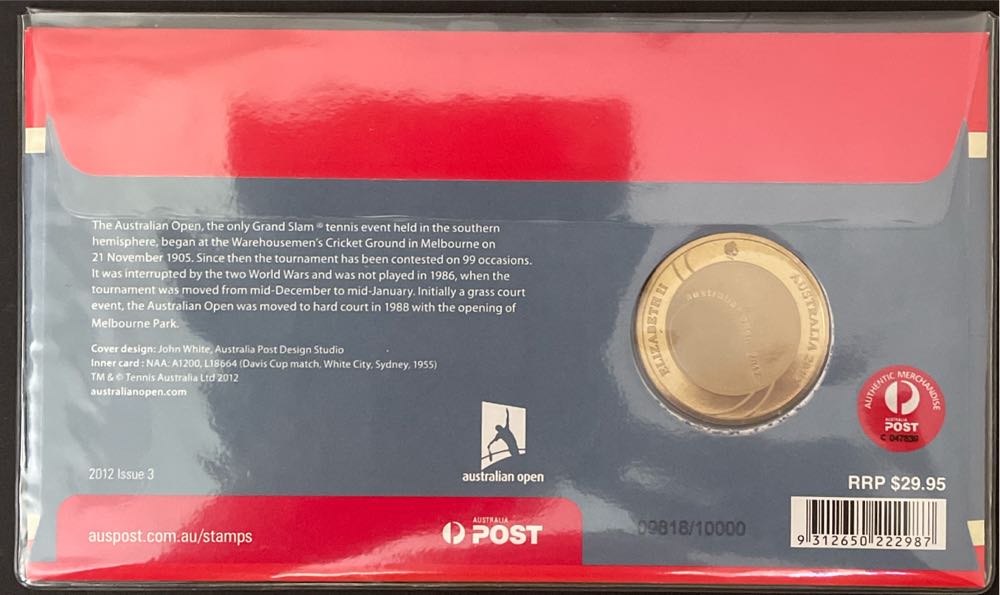 The Australian Open, the only Grand Slam ® tennis event held in the southern
hemisphere, began at the Warehousemen's Cricket Ground in Melbourne on
21 November 1905. Since then the tournament has been contested on 99 occasions.
It was interrupted by the two World Wars and was not played in 1986, when the
tournament was moved from mid-December to mid-January. Initially a grass court
event, the Australian Open was moved to hard court in 1988 with the opening of
Melbourne Park.
Cover design: John White, Australia Post Design Studio
Inner card : NAA: A1200, L18664 (Davis Cup match, White City, Sydney, 1955)
TM & © Tennis Australia Ltd 2012
australianopen.com
ELIZABETH II
AUSTRALIA
australian
AUTHENTIC MERCHANDISE
AUSTRALIA
POST
C 047839
australian open
2012 Issue 3
RRP $29.95
auspost.com.au/stamps
AUSTRALIA
POST
09818/10000
9 312650 222987